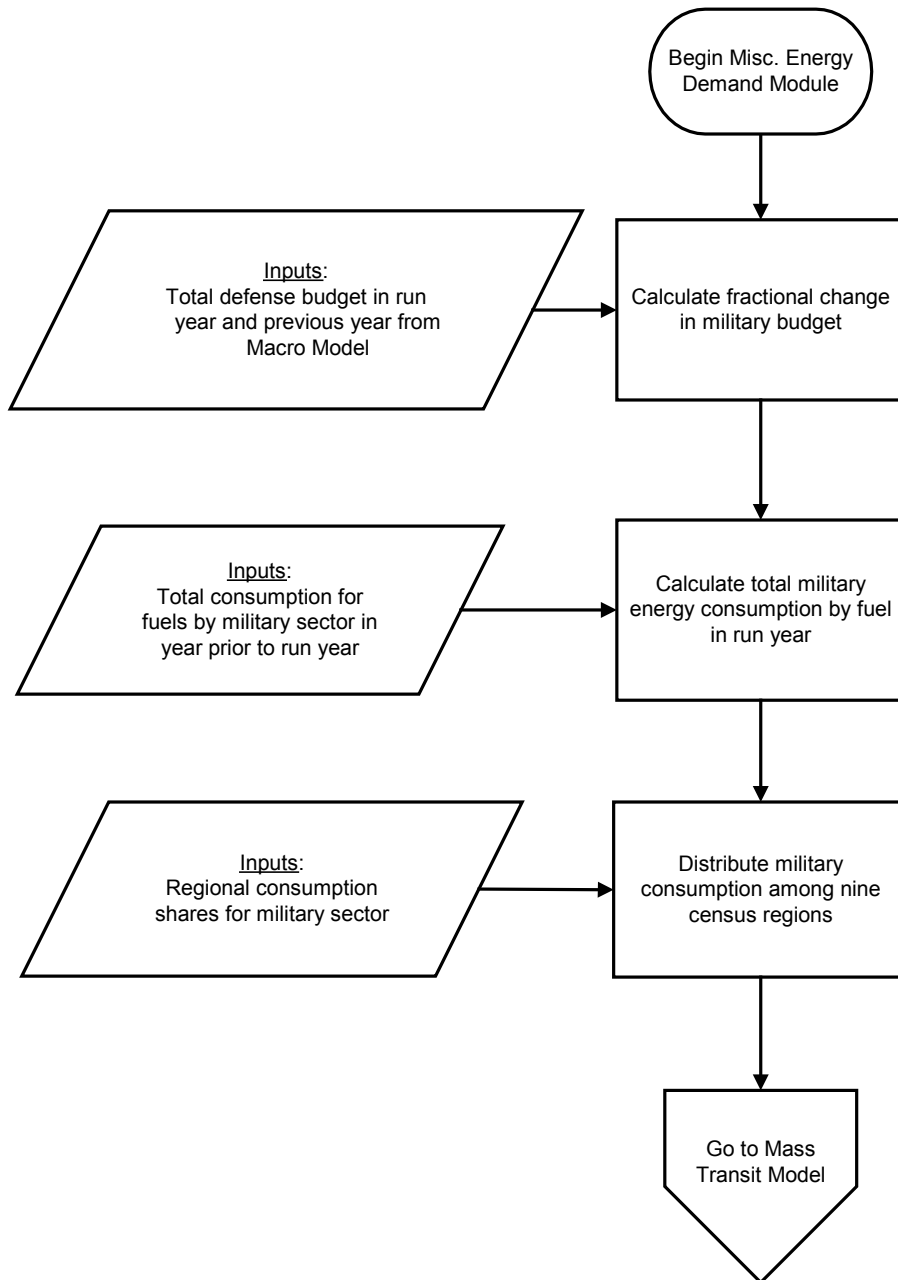 Begin Misc. Energy
Demand Module
Inputs:
Total defense budget in run
year and previous year from
Macro Model
Calculate fractional change
in military budget
Inputs:
Total consumption for
fuels by military sector in
year prior to run year
Calculate total military
energy consumption by fuel
in run year
Inputs:
Regional consumption
shares for military sector
Distribute military
consumption among nine
census regions
Go to Mass
Transit Model